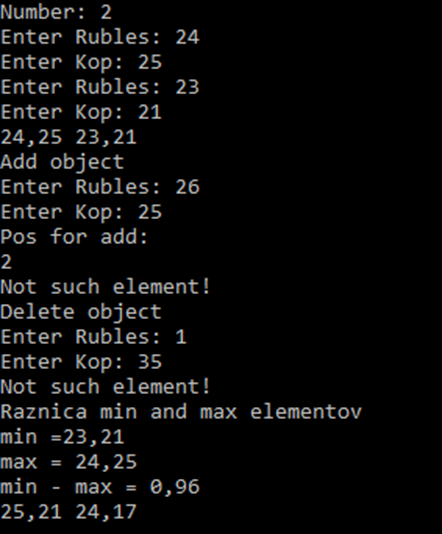 Number: 2
Enter Rubles: 24
Enter Kop: 25
Enter Rubles: 23
Enter Kop: 21
24,25 23,21
Add object
Enter Rubles: 26
Enter Kop: 25
Pos for add:
2
Not such element!
Delete object
Enter Rubles: 1
Enter Kop: 35
Not such element!
Raznica min and max elementov
min =23,21
max = 24,25
min - max = 0,96
25,21 24,17